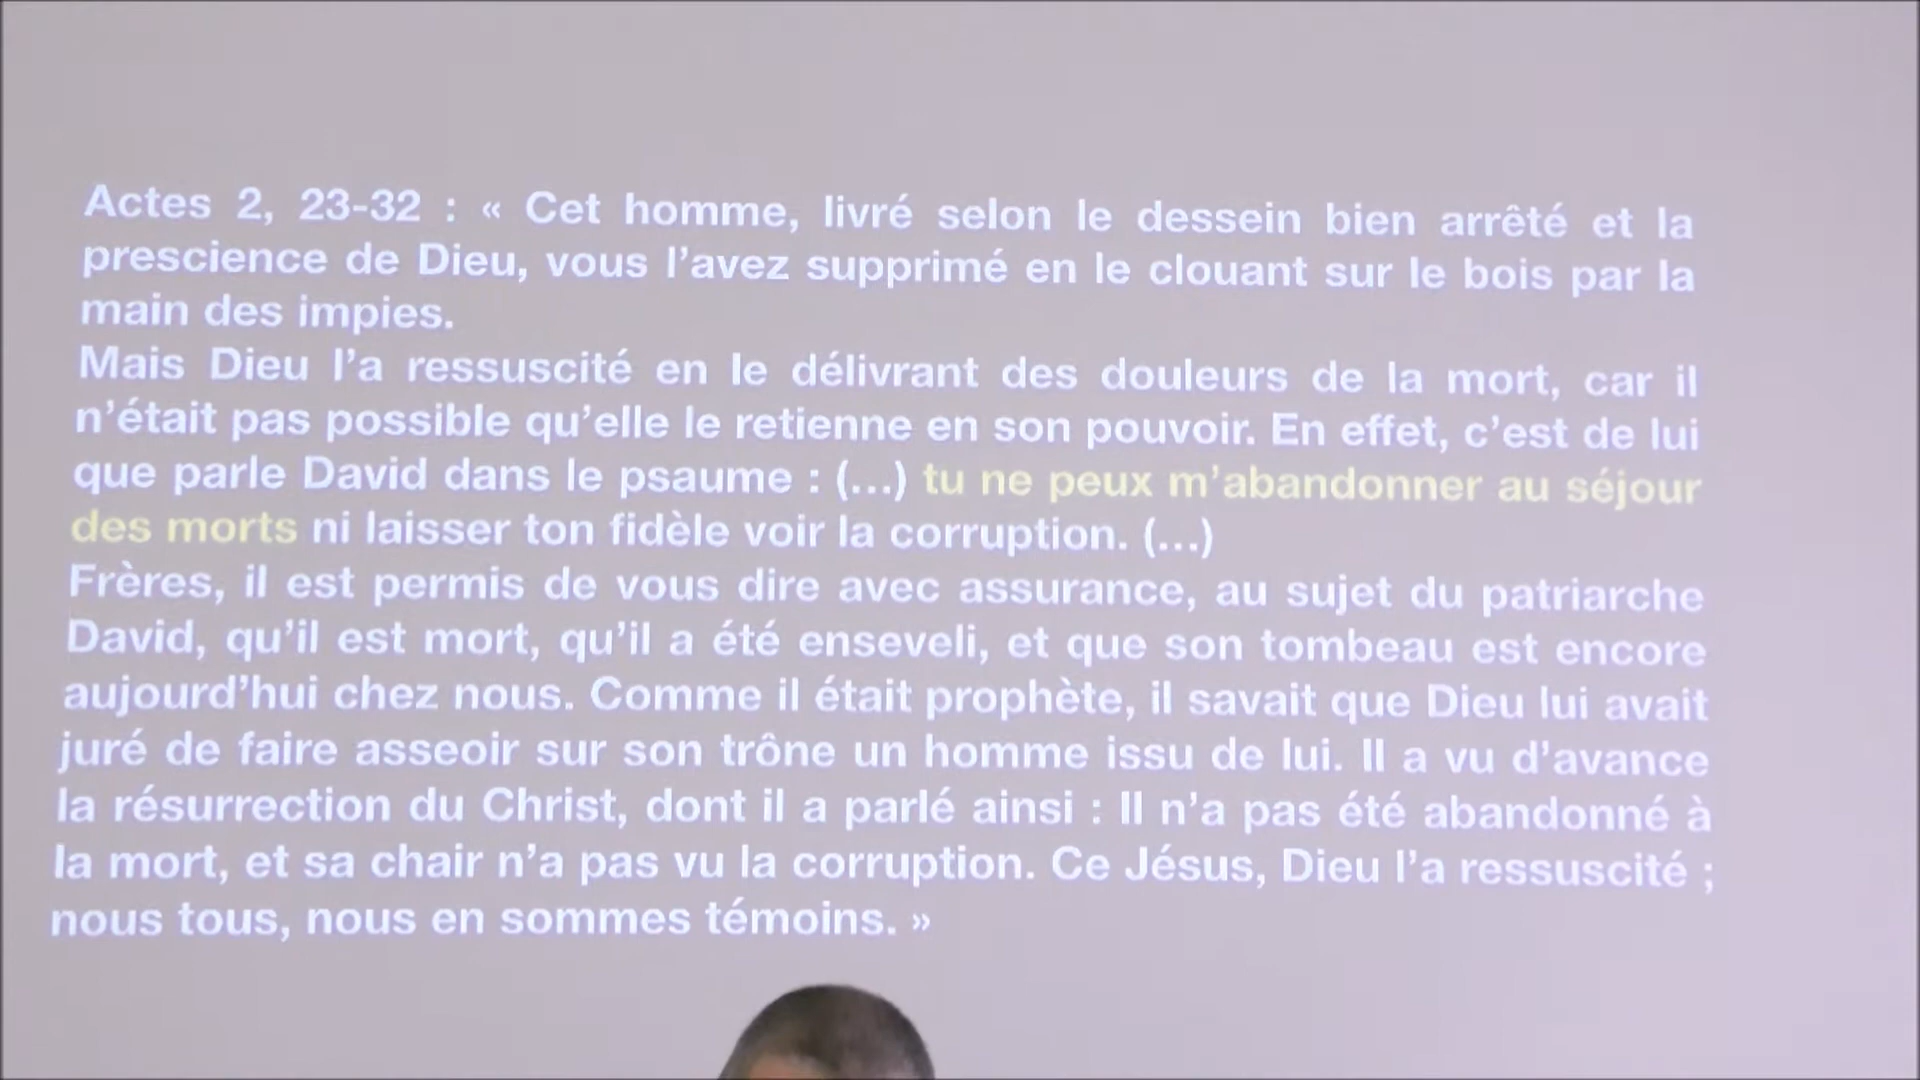 Actes 2, 23-32 : « Cet homme, livré selon le dessein bien arrêté et la
prescience de Dieu, vous l’avez supprimé en le clouant sur le bois par la
main des impies.
Mais Dieu l’a ressuscité en le délivrant des douleurs de la mort, car il
n’était pas possible qu’elle le retienne en son pouvoir. En effet, c’est de lui
que parle David dans le psaume : (…) tu ne peux m’abandonner au séjour
des morts ni laisser ton fidèle voir la corruption. (…)
Frères, il est permis de vous dire avec assurance, au sujet du patriarche
David, qu’il est mort, qu’il a été enseveli, et que son tombeau est encore
aujourd’hui chez nous. Comme il était prophète, il savait que Dieu lui avait
juré de faire asseoir sur son trône un homme issu de lui. Il a vu d’avance
la résurrection du Christ, dont il a parlé ainsi : Il n’a pas été abandonné à
la mort, et sa chair n’a pas vu la corruption. Ce Jésus, Dieu l’a ressuscité ;
nous tous, nous en sommes témoins. »